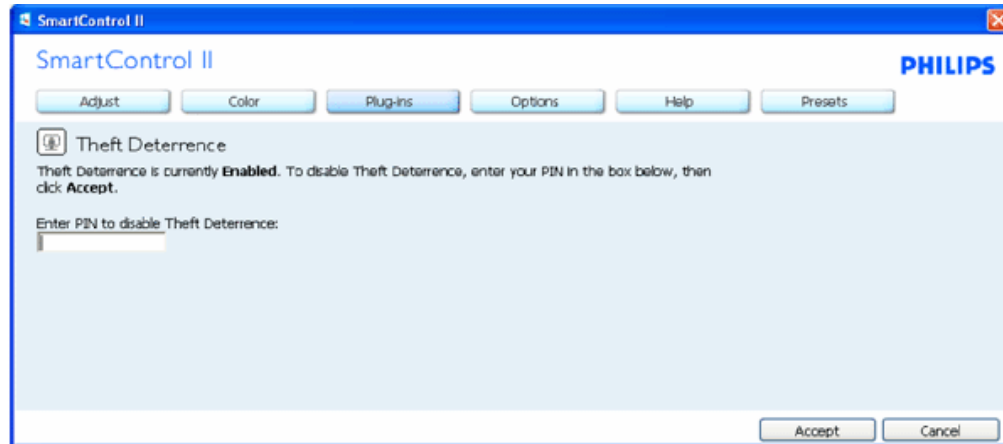 SmartControl II
SmartControl II
PHILIPS
Adjust Color Plug-ins Options Help Presets
Theft Deterrence
Theft Deterrence is currently Enabled. To disable Theft Deterrence, enter your PIN in the box below, then
click Accept.
Enter PIN to disable Theft Deterrence:
Accept Cancel